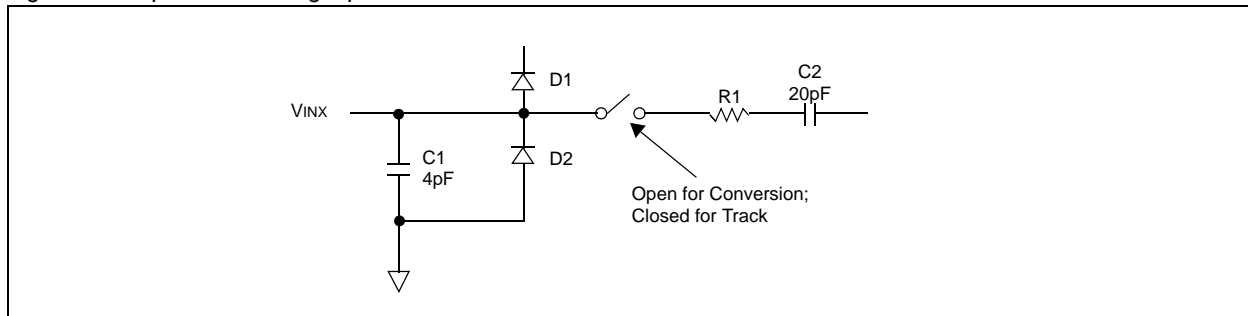 D1
C2
20pF
R1
VINX
C1
4pF
D2
Open for Conversion;
Closed for Track